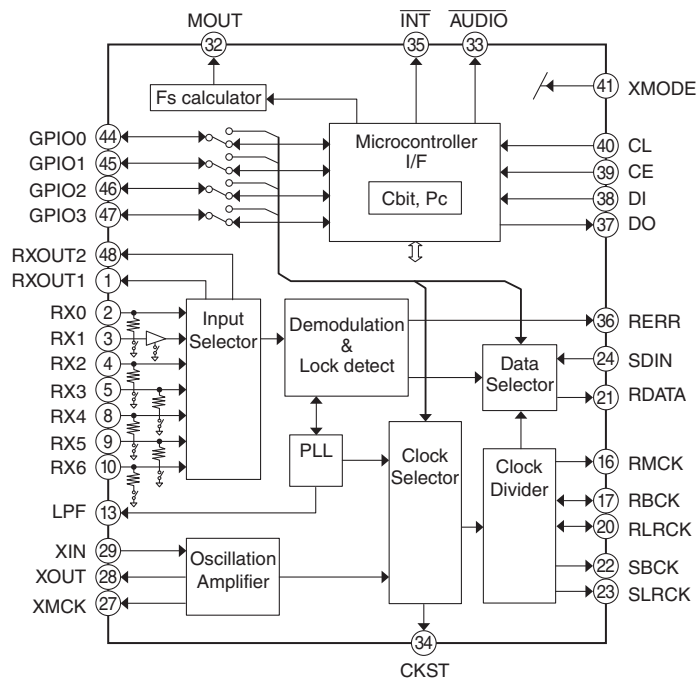 MOUT
INT
AUDIO
32
35
33
Fs calculator
41
XMODE
GPIO0
44
GPIO1
45
GPIO2
46
GPIO3
47
Microcontroller
I/F
Cbit, Pc
40
CL
39
CE
38
DI
37
DO
RXOUT2
48
RXOUT1
1
RX0
2
RX1
3
RX2
4
RX3
5
RX4
8
RX5
9
RX6
10
LPF
13
Input
Selector
Demodulation
&
Lock detect
PLL
Data
Selector
Clock
Selector
Clock
Divider
36
RERR
24
SDIN
21
RDATA
16
RMCK
17
RBCK
20
RLRCK
22
SBCK
23
SLRCK
XIN
29
XOUT
28
XMCK
27
Oscillation
Amplifier
34
CKST